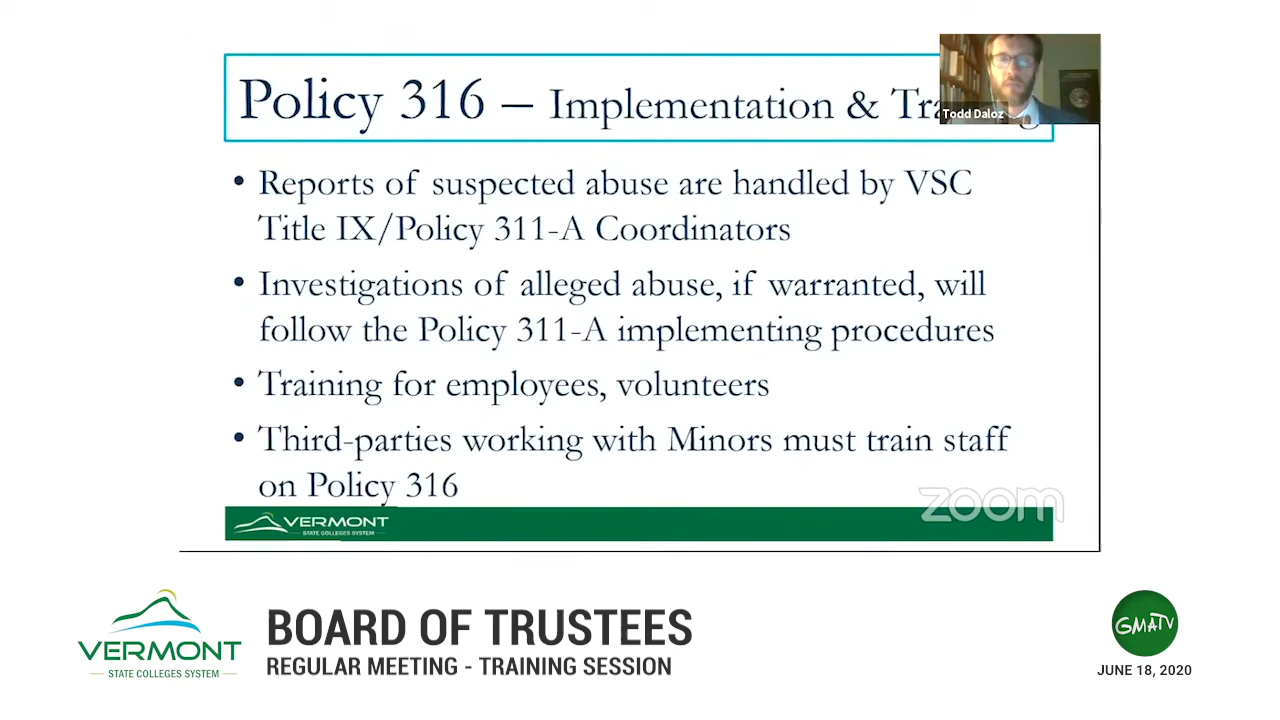 Policy 316 – Implementation & Tra
Todd Daloz
• Reports of suspected abuse are handled by VSC
Title IX/Policy 311-A Coordinators
• Investigations of alleged abuse, if warranted, will
follow the Policy 311-A implementing procedures
• Training for employees, volunteers
• Third-parties working with Minors must train staff
on Policy 316
zoom
VERMONT
STATE COLLEGES SYSTEM
VERMONT
STATE COLLEGES SYSTEM
BOARD OF TRUSTEES
REGULAR MEETING - TRAINING SESSION
GMATV
JUNE 18, 2020